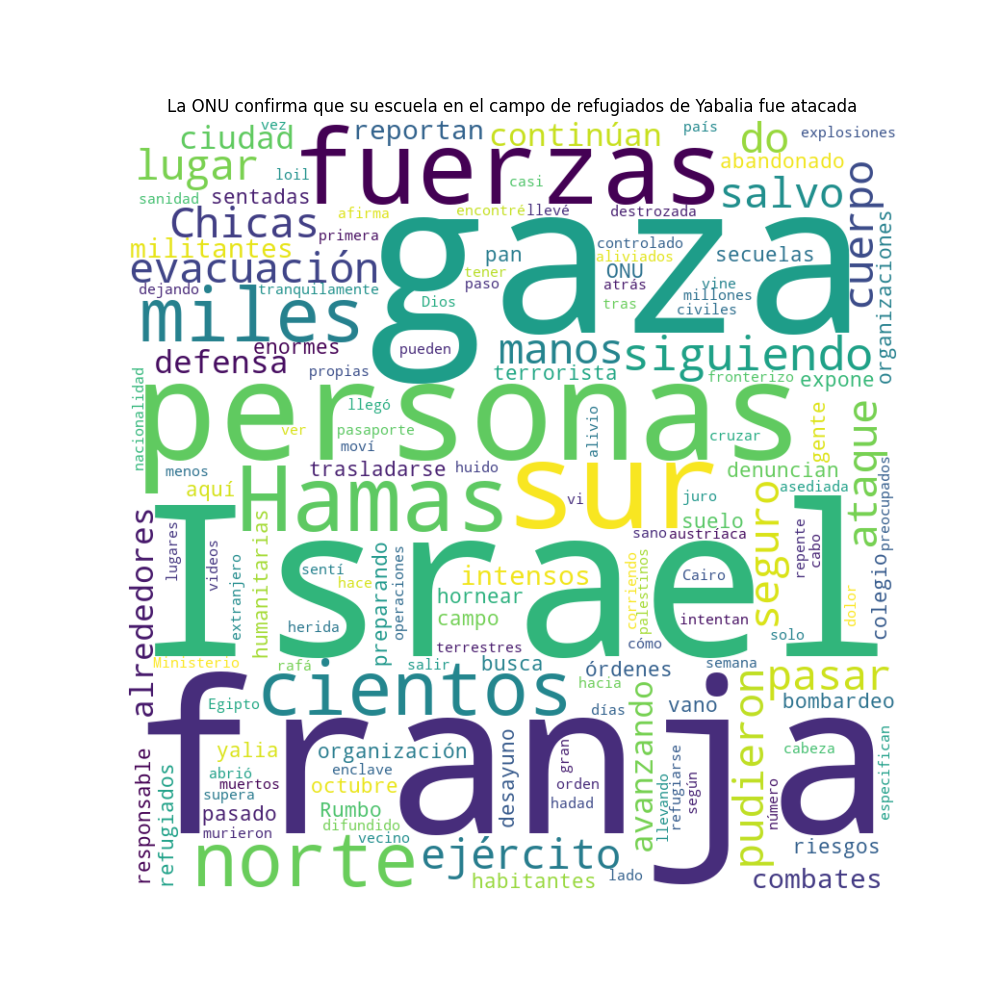 La ONU confirma que su escuela en el campo de refugiados de Yabalia fue atacada
vez
ciudad
reportan
continúan
país
do
explosiones
fuerzas
lugar
loil
casi
abandonado
salvo
cuerpo
sanidad
sentadas
Chicas
afirma
encontré
llevé
destrozada
organizaciones
militantes
primera
gaza
controlado
pan
aliviados
secuelas
evacuación
tener
ONU
dejando
tranquilamente
paso
atrás
vine
millones
miles
Dios
tras
civiles
enormes
defensa
pueden
manos
siguiendo
propias
terrorista
fronterizo
expone
nacionalidad
personas
llegó
alivio
gente
ataque
ver
pasaporte
moví
cruzar
menos
trasladarse
huido
sur
denuncian
asediada
preocupados
aquí
Hamas
vi
juro
seguro
suelo
Israel
alrededores
lugares
videos
humanitarias
sano
austríaca
repente
cabo
colegio
extranjero
sentí
hace
preparando
operaciones
intensos
hornear
Cairo
corriendo
palestinos
dolor
campo
intentan
herida
solo
terrestres
cómo
Ministerio
rafá
salir
busca
órdenes
semana
pasar
cientos
hacia
franja
Egipto
días
vano
pudieron
bombardeo
avanzando
yalia
organización
desayuno
gran
cabeza
especifican
responsable
refugiados
abrió
muertos
enclave
orden
llevando
refugiarse
según
número
supera
octubre
hadad
pasado
Rumbo
difundido
murieron
vecino
norte
ejército
riesgos
habitantes
lado
combates